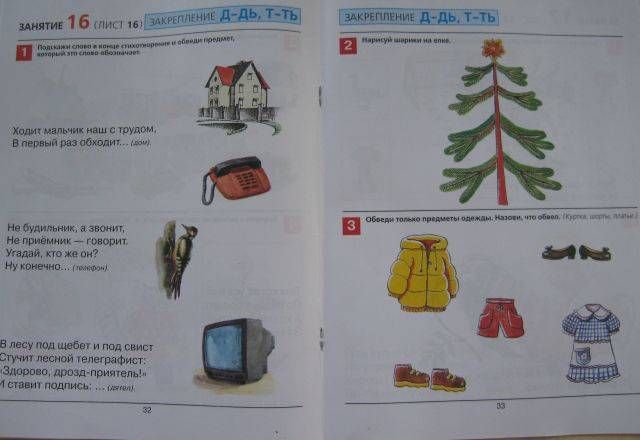 ЗАНЯТИЕ 16 (ЛИСТ 16) ЗАКРЕПЛЕНИЕ Д-ДЬ, Т-ТЬ
1 Подскажи слово в конце стихотворения и обведи предмет,
который это слово обозначает.
Ходит мальчик наш с трудом,
В первый раз обходит... (дом).
Не будильник, а звонит,
Не приёмник — говорит.
Угадай, кто же он?
Ну конечно... (телефон).
В лесу под щебет и под свист
Стучит лесной телеграфист:
«Здорово, дрозд-приятель!»
И ставит подпись: ... (дятел).
32
ЗАКРЕПЛЕНИЕ Д-ДЬ, Т-ТЬ
2 Нарисуй шарики на елке.
3 Обведи только предметы одежды. Назови, что обвел. (Куртка, шорты, платье.)
33